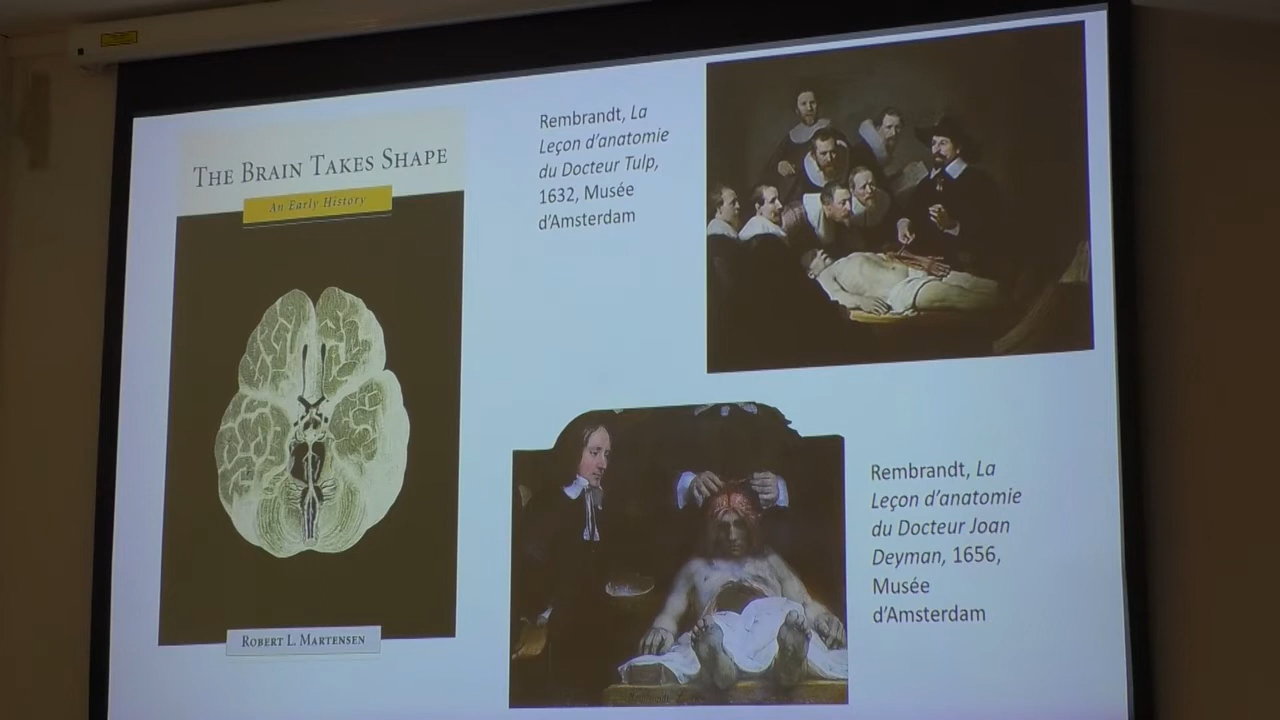 THE BRAIN TAKES SHAPE
An Early History
ROBERT L. MARTENSEN
Rembrandt, La
Leçon d'anatomie
du Docteur Tulp,
1632, Musée
d'Amsterdam
Rembrandt, La
Leçon d'anatomie
du Docteur Joan
Deyman, 1656,
Musée
d'Amsterdam